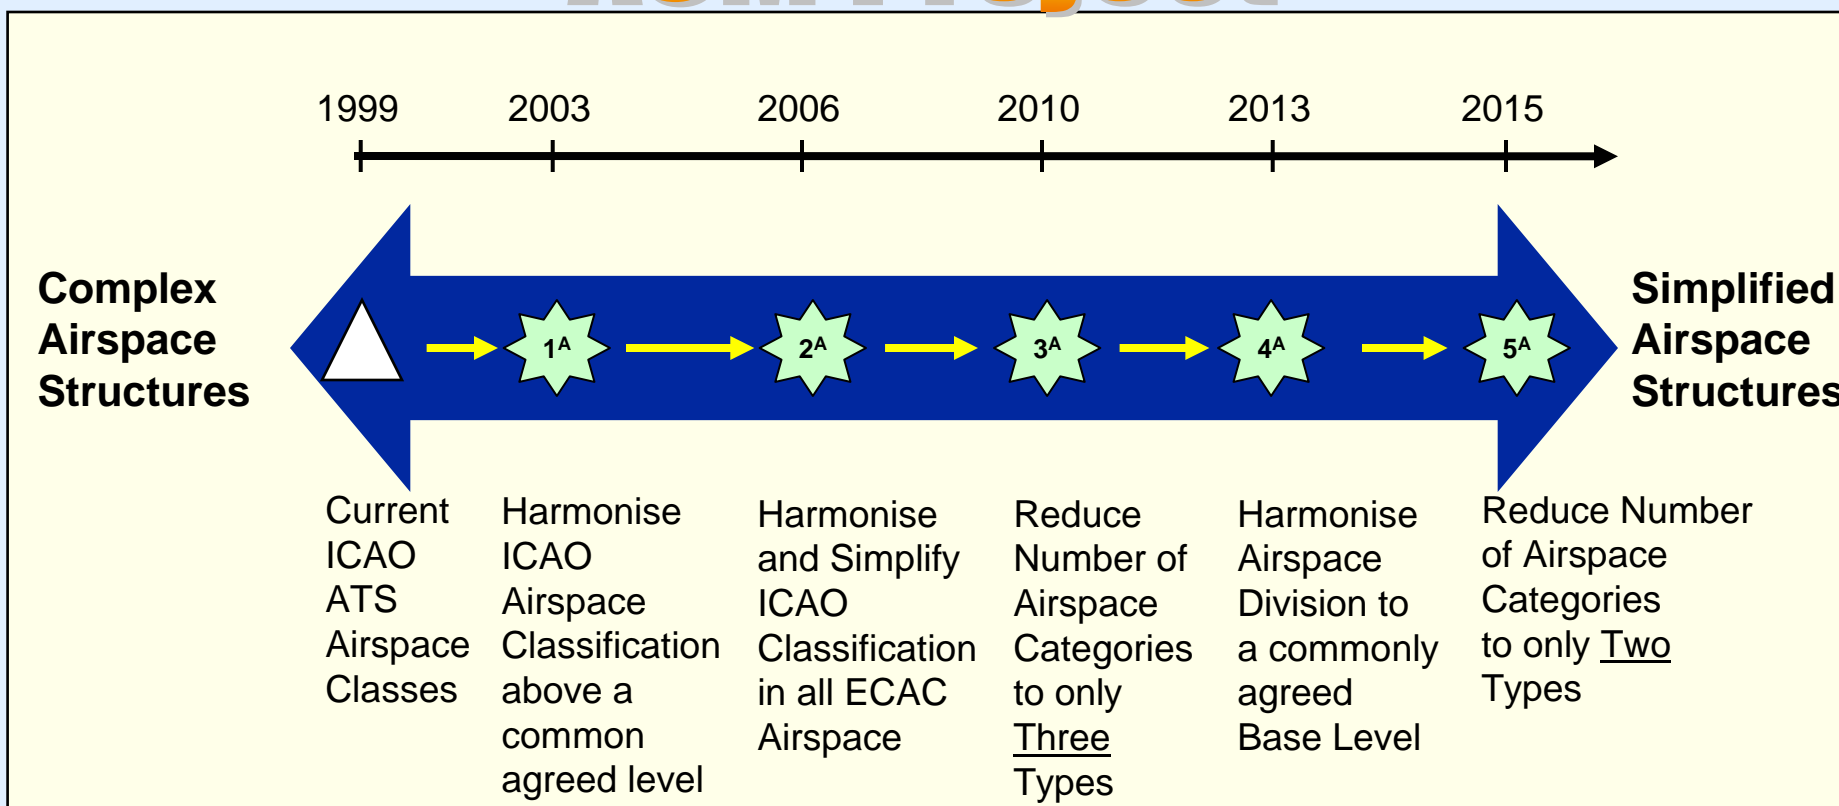 Project
1999 2003 2006 2010 2013 2015
Complex
Airspace
Structures
1A 2A 3A 4A 5A
Simplified
Airspace
Structures
Current
ICAO
ATS
Airspace
Classes
Harmonise
ICAO
Airspace
Classification
above a
common
agreed level
Harmonise
and Simplify
ICAO
Classification
in all ECAC
Airspace
Reduce
Number of
Airspace
Categories
to only
Three
Types
Harmonise
Airspace
Division to
a commonly
agreed
Base Level
Reduce Number
of Airspace
Categories
to only Two
Types